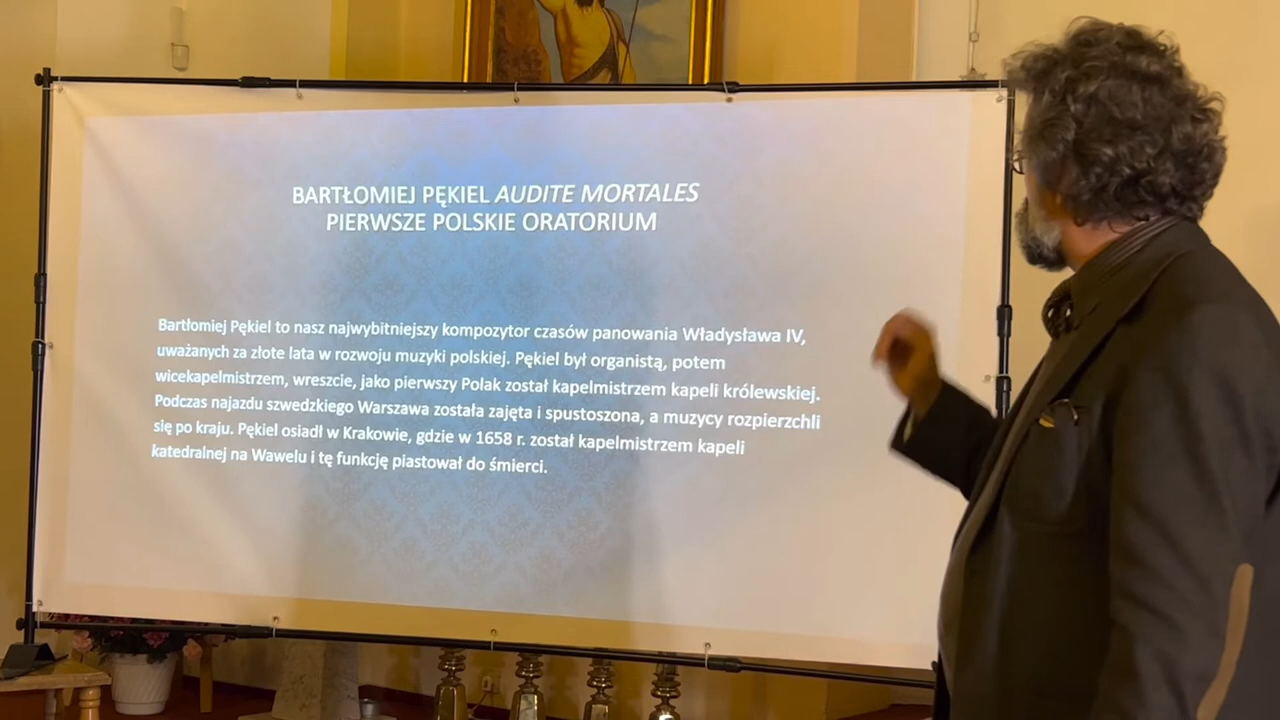 BARTŁOMIEJ PĘKIEL AUDITE MORTALES
PIERWSZE POLSKIE ORATORIUM
Bartłomiej Pękiel to nasz najwybitniejszy kompozytor czasów panowania Władysława IV,
uważanych za złote lata w rozwoju muzyki polskiej. Pękiel był organistą, potem
wicekapelmistrzem, wreszcie, jako pierwszy Polak został kapelmistrzem kapeli królewskiej.
Podczas najazdu szwedzkiego Warszawa została zajęta i spustoszona, a muzycy rozpierzchli
się po kraju. Pękiel osiadł w Krakowie, gdzie w 1658 r. został kapelmistrzem kapeli
katedralnej na Wawelu i tę funkcję piastował do śmierci.